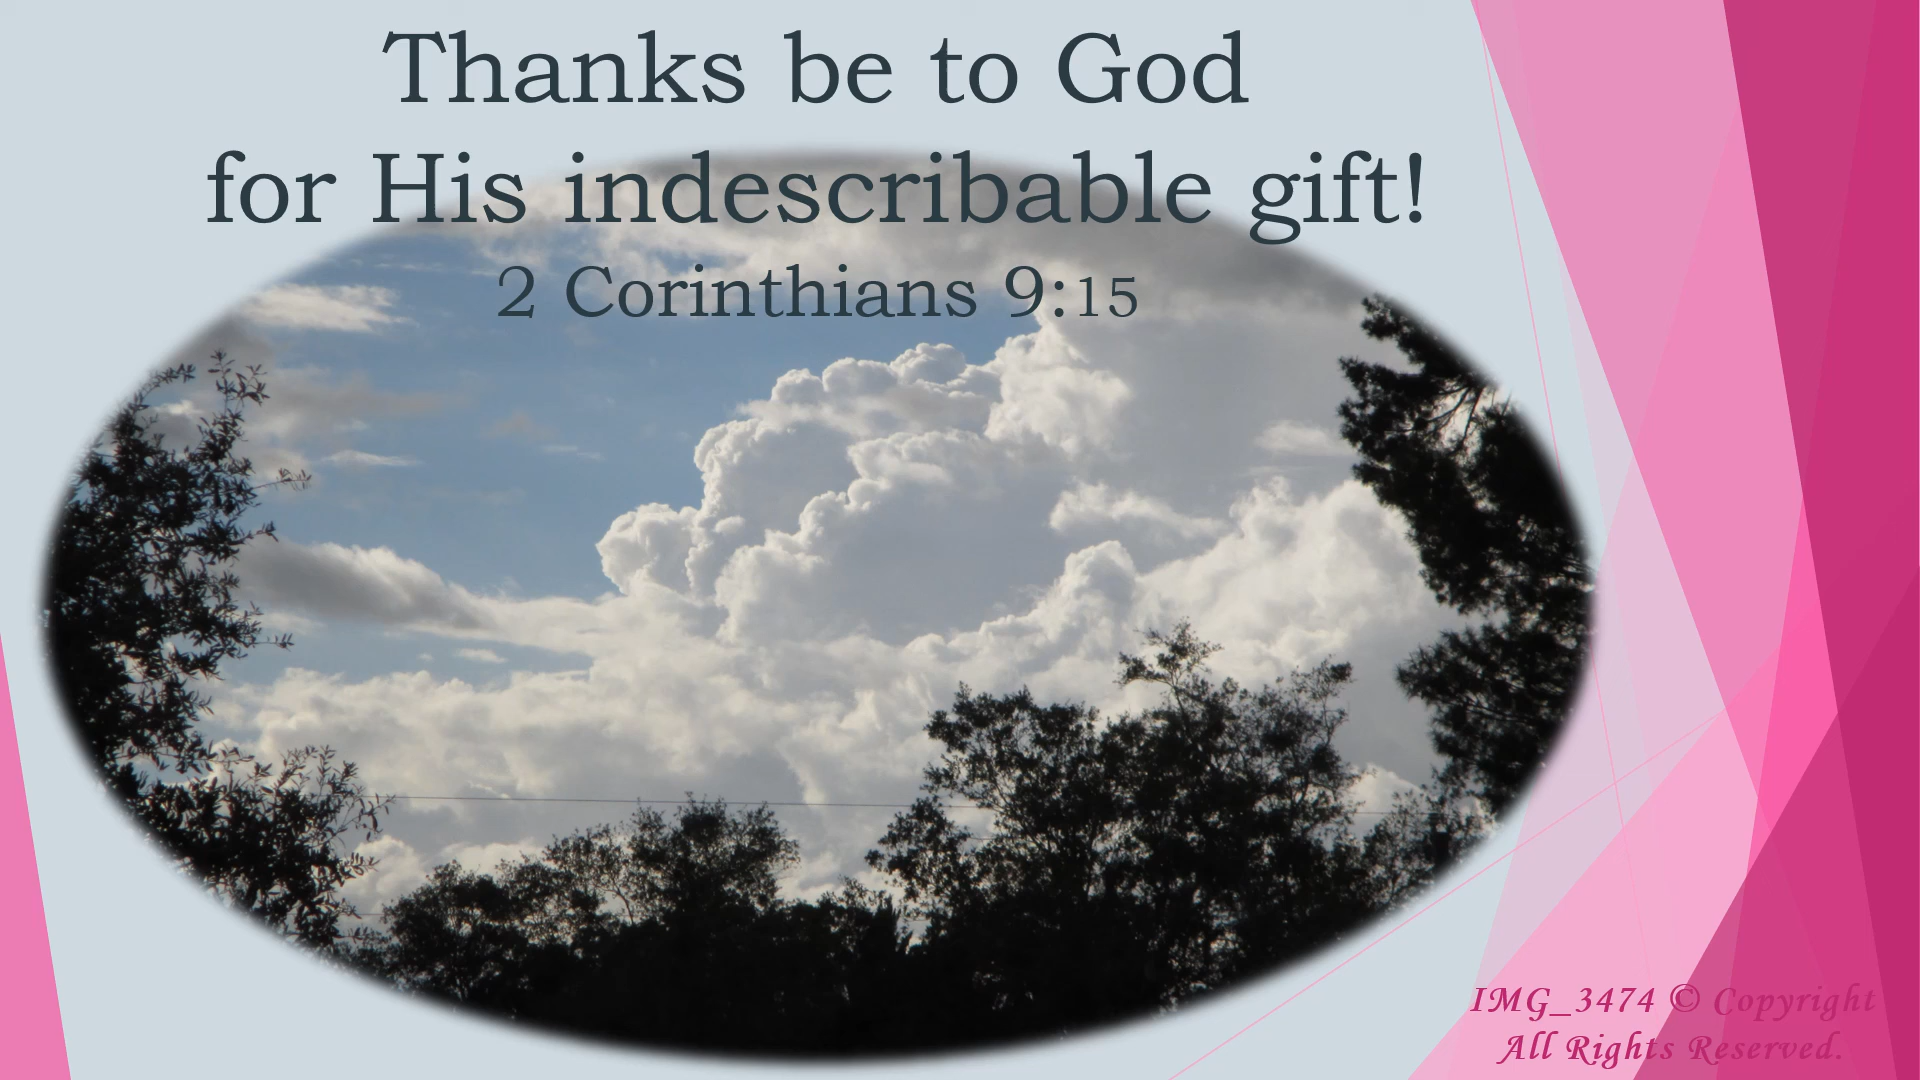 Thanks be to God
for His indescribable gift!
2 Corinthians 9:15
IMG_3474 © Copyright
All Rights Reserved.